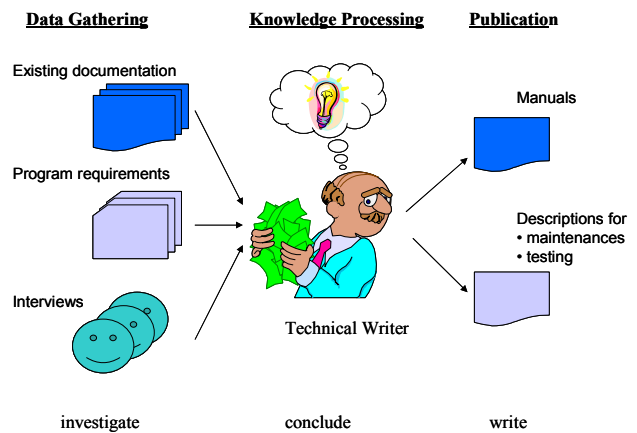 Data Gathering
Knowledge Processing
Publication
Existing documentation
Manuals
Program requirements
Descriptions for
• maintenances
• testing
Interviews
Technical Writer
investigate
conclude
write